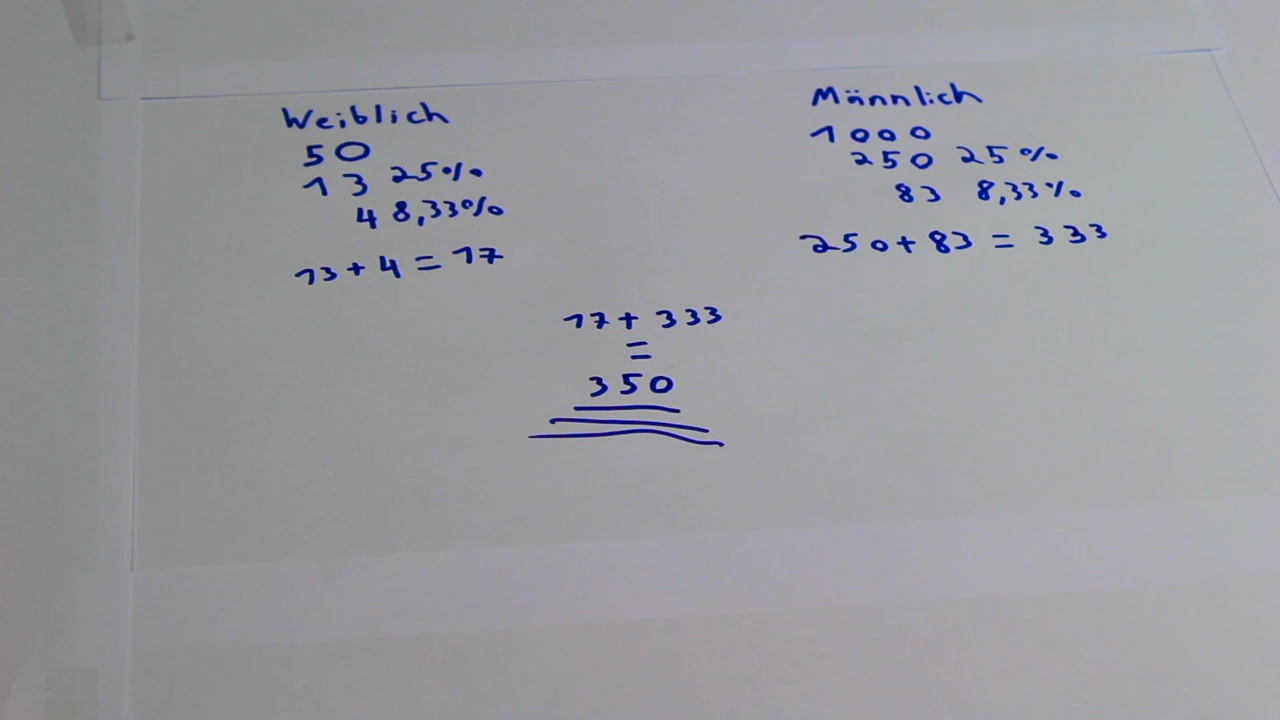 Weiblich
50
13 25%
4 8,33%
13 + 4 = 17
Männlich
1000
250 25%
83 8,33%
250 + 83 = 333
17 + 333
=
350